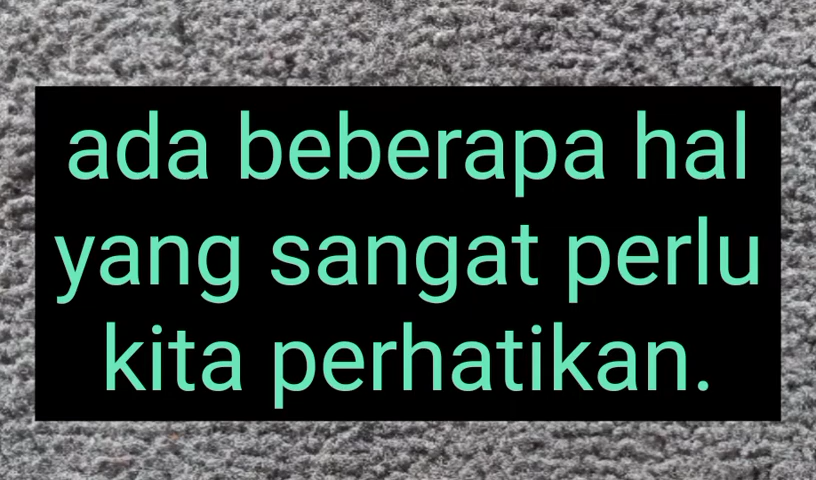 ada beberapa hal
yang sangat perlu
kita perhatikan.